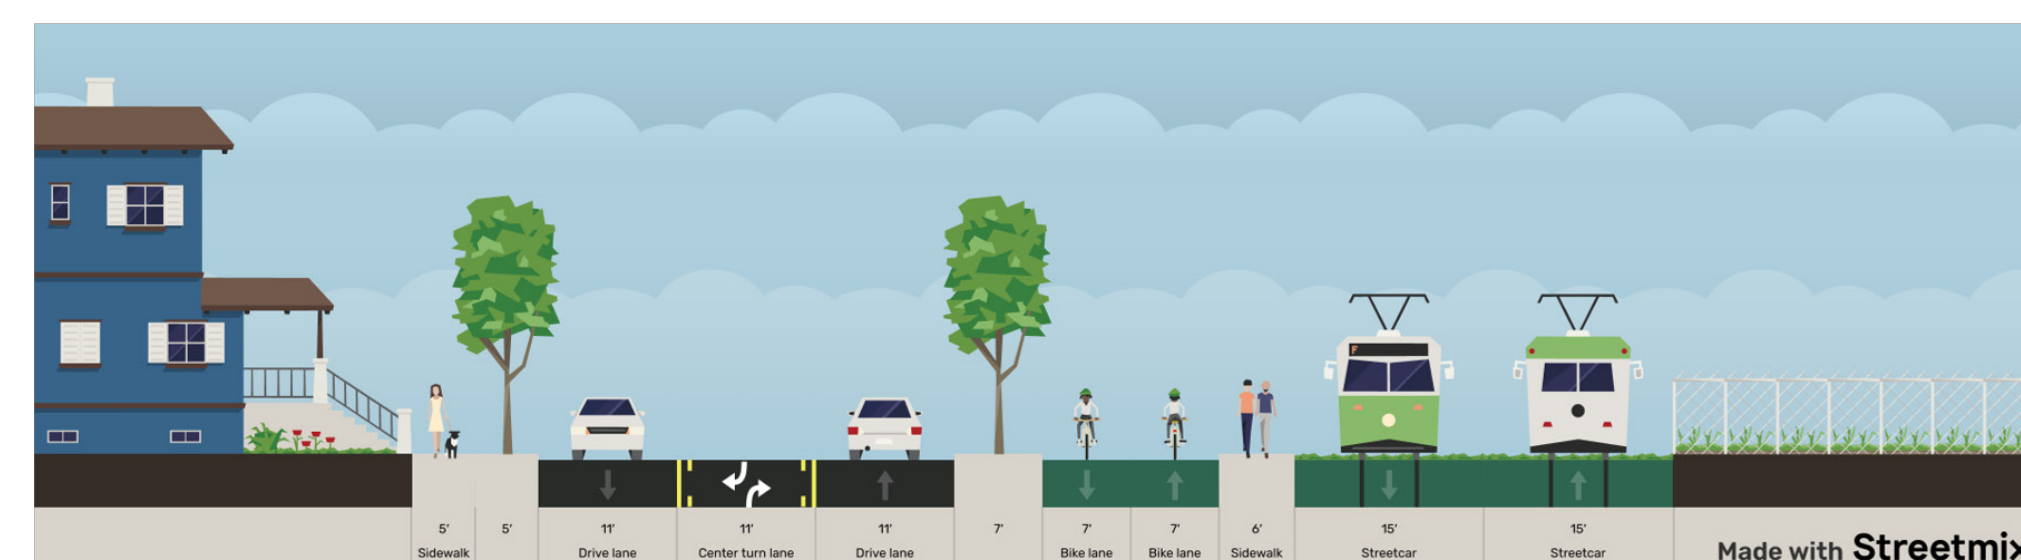 F
5' 5' 11' 11' 11' 7' 7' 7' 6' 15' 15'
Sidewalk Drive lane Center turn lane Drive lane Bike lane Bike lane Sidewalk Streetcar Streetcar
Made with Streetmix